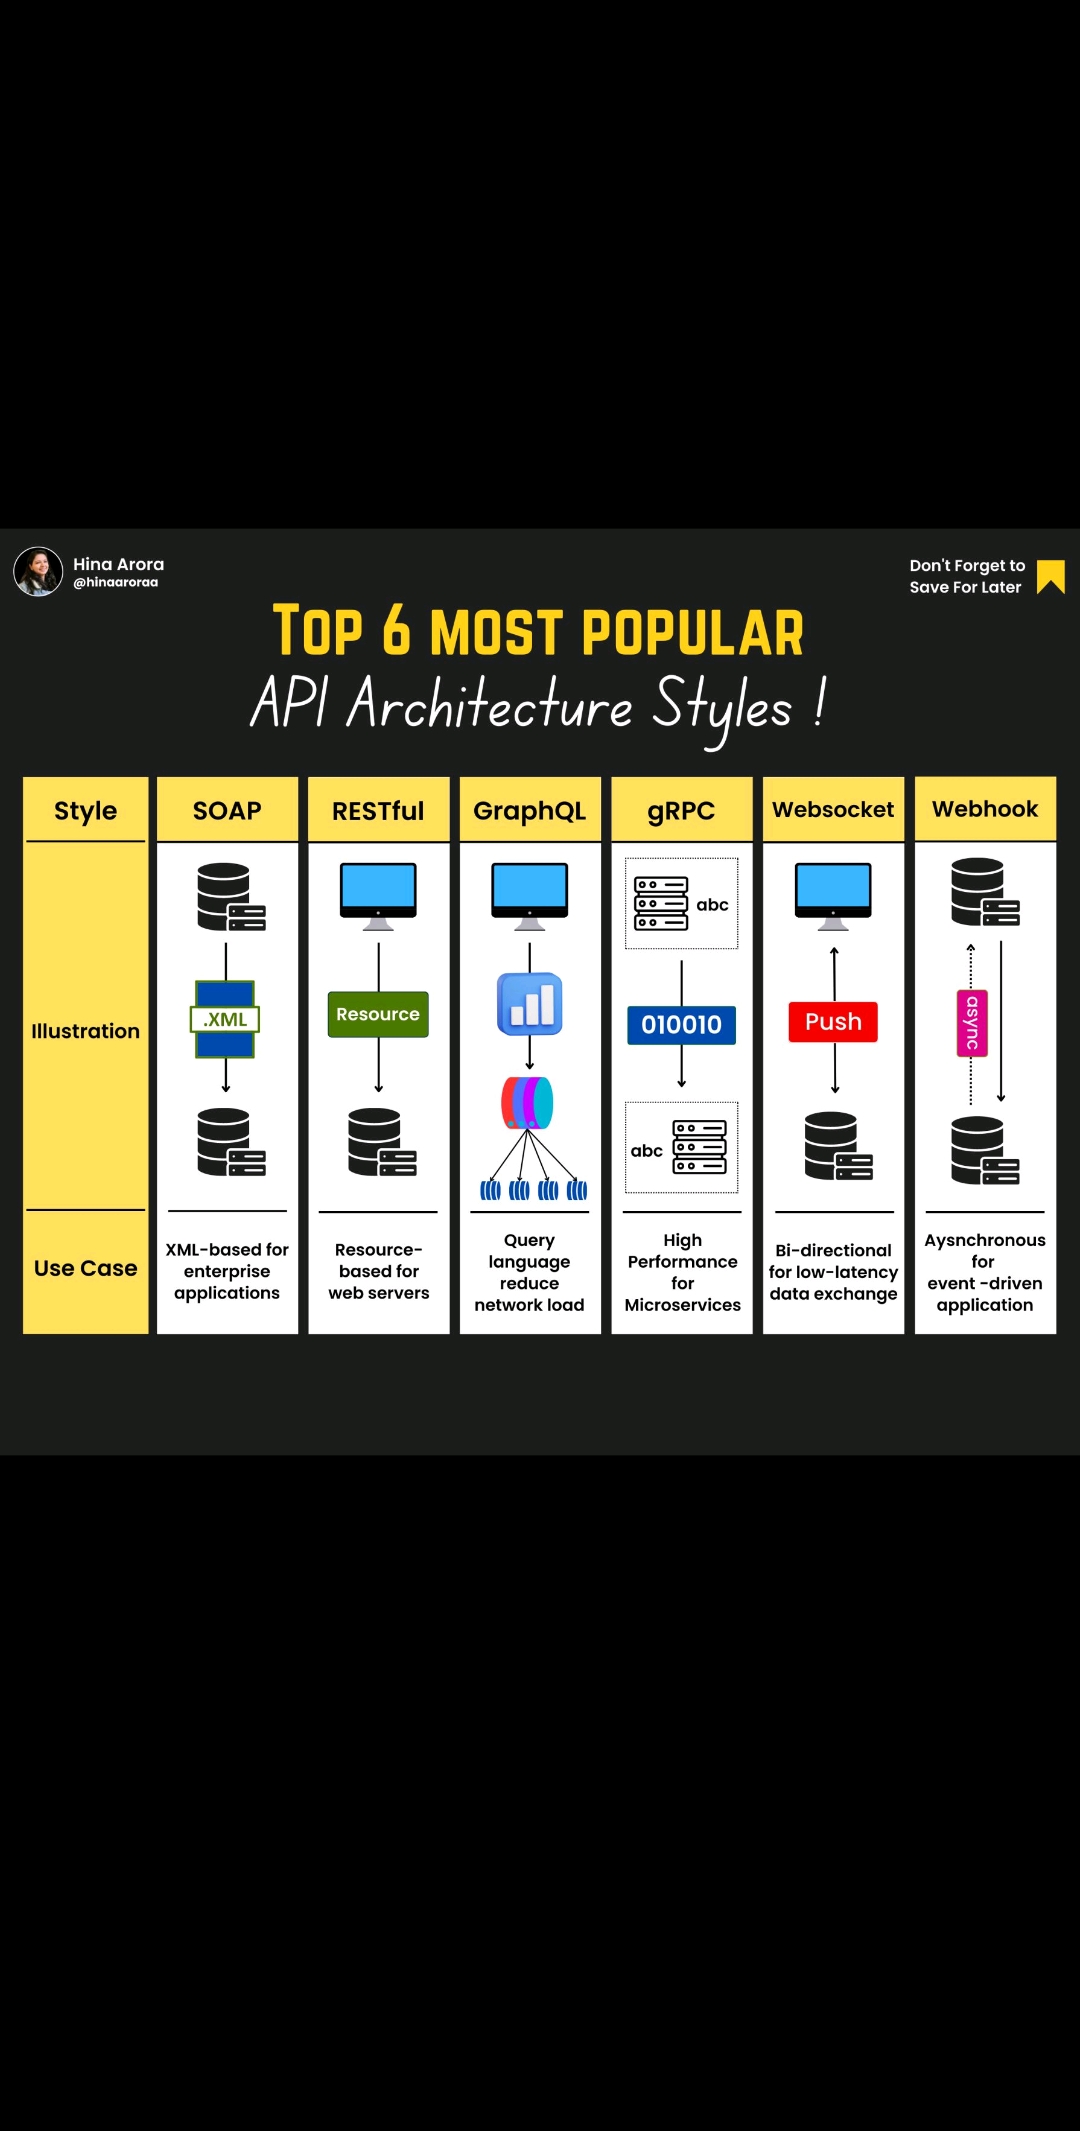 Hina Arora
@hinaaroraa
Don't Forget to
Save For Later
TOP 6 MOST POPULAR
API Architecture Styles !
Style
SOAP
RESTful
GraphQL
gRPC
Websocket
Webhook
Illustration
.XML
Resource
abc
010010
abc
Push
async
Use Case
XML-based for
enterprise
applications
Resource-
based for
web servers
Query
language
reduce
network load
High
Performance
for
Microservices
Bi-directional
for low-latency
data exchange
Aysnchronous
for
event -driven
application